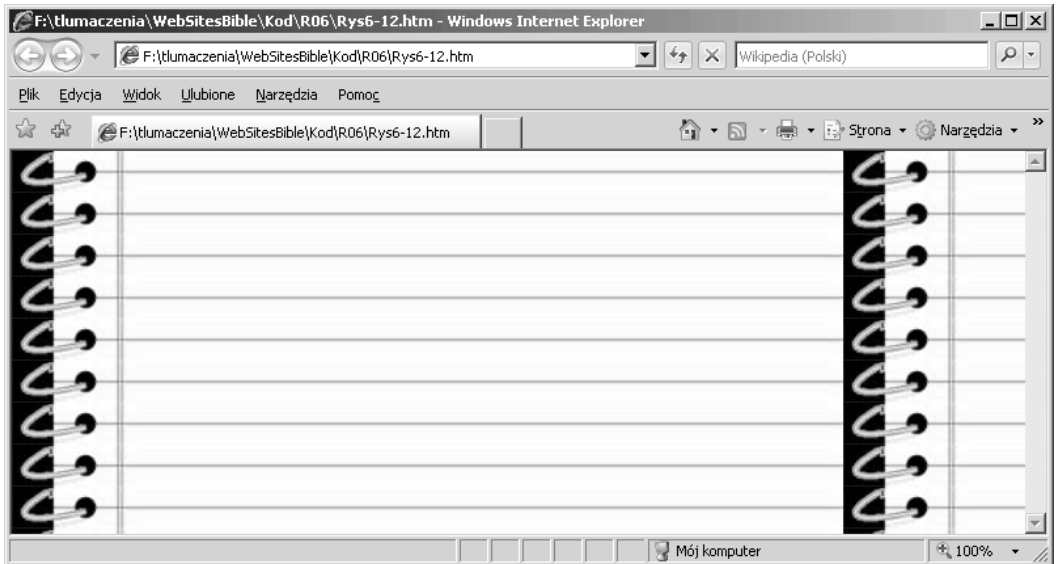 F:\tlumaczenia\WebSitesBible\Kod\R06\Rys6-12.htm - Windows Internet Explorer
F:\tlumaczenia\WebSitesBible\Kod\R06\Rys6-12.htm Wikipedia (Polski)
Plik Edycja Widok Ulubione Narzędzia Pomoc
F:\tlumaczenia\WebSitesBible\Kod\R06\Rys6-12.htm Strona Narzędzia »
Mój komputer 100%